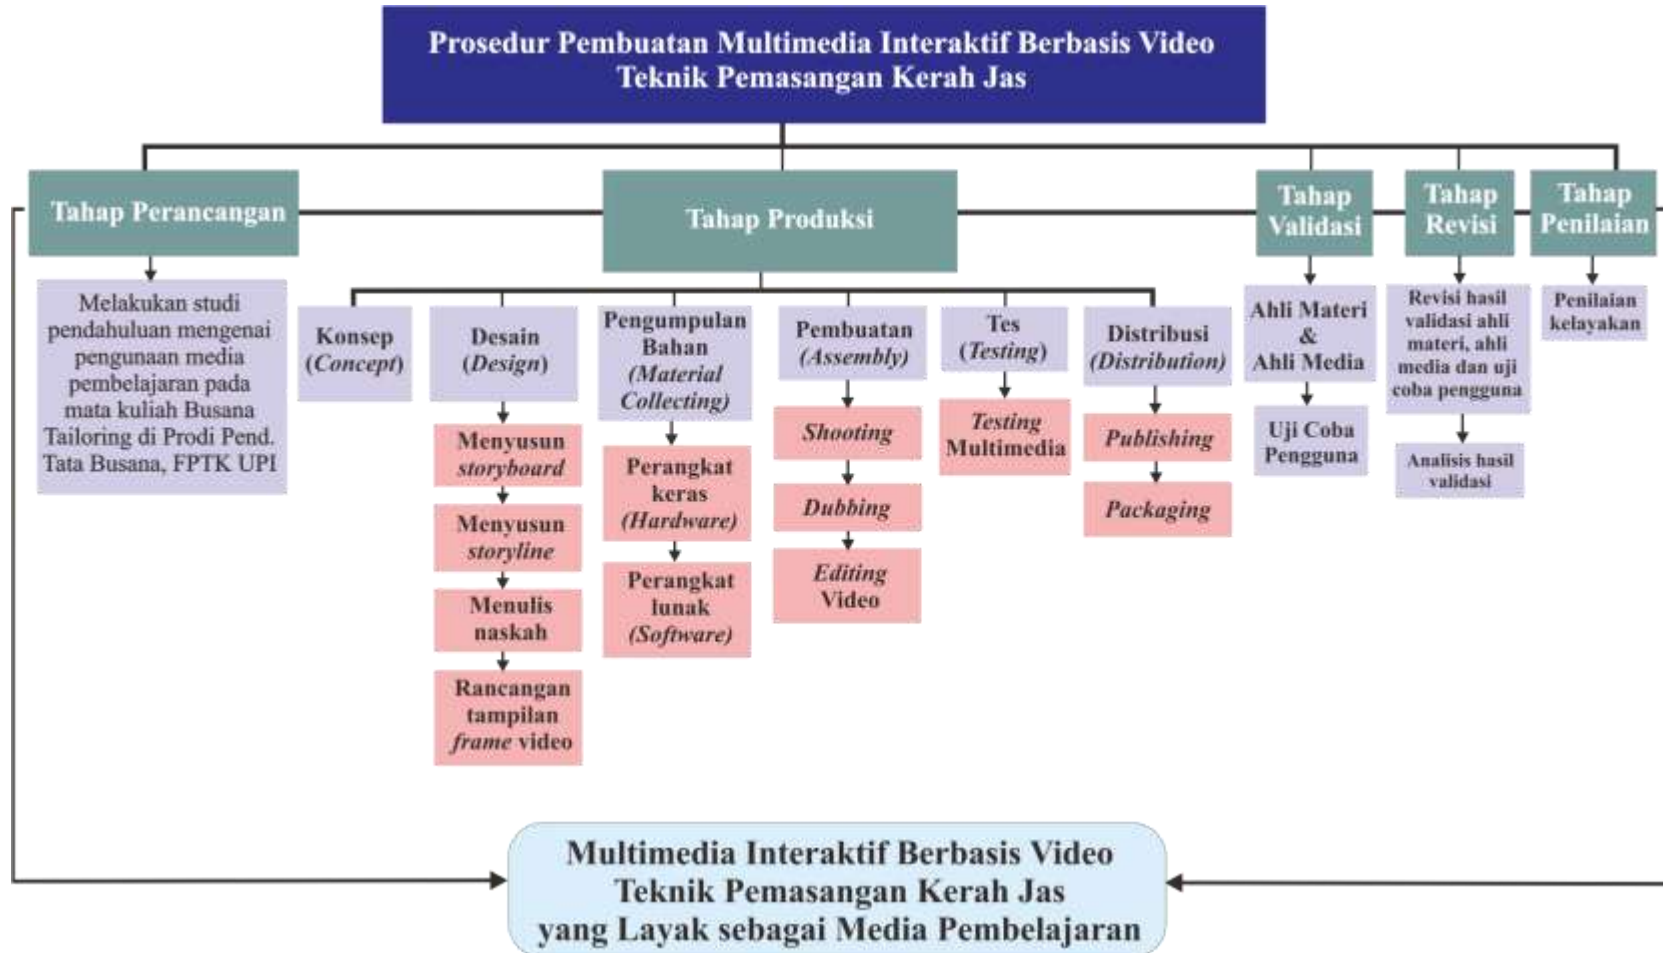 Prosedur Pembuatan Multimedia Interaktif Berbasis Video
Teknik Pemasangan Kerah Jas
Tahap Perancangan
Tahap Produksi
Tahap
Validasi
Tahap
Revisi
Tahap
Penilaian
Melakukan studi
pendahuluan mengenai
pengunaan media
pembelajaran pada
mata kuliah Busana
Tailoring di Prodi Pend.
Tata Busana, FPTK UPI
Konsep
(Concept)
Desain
(Design)
Menyusun
storyboard
Menyusun
storyline
Menulis
naskah
Rancangan
tampilan
frame video
Pengumpulan
Bahan
(Material
Collecting)
Perangkat
keras
(Hardware)
Perangkat
lunak
(Software)
Pembuatan
(Assembly)
Shooting
Dubbing
Editing
Video
Tes
(Testing)
Testing
Multimedia
Distribusi
(Distribution)
Publishing
Packaging
Ahli Materi
&
Ahli Media
Uji Coba
Pengguna
Revisi hasil
validasi ahli
materi, ahli
media dan uji
coba pengguna
Analisis hasil
validasi
Penilaian
kelayakan
Multimedia Interaktif Berbasis Video
Teknik Pemasangan Kerah Jas
yang Layak sebagai Media Pembelajaran